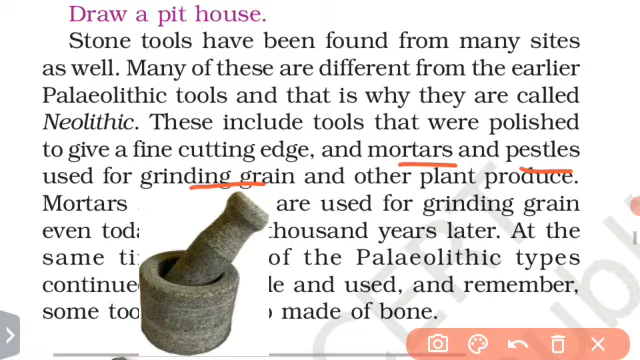 Draw a pit house.
Stone tools have been found from many sites
as well. Many of these are different from the earlier
Palaeolithic tools and that is why they are called
Neolithic. These include tools that were polished
to give a fine cutting edge, and mortars and pestles
used for grinding grain and other plant produce.
Mortars are used for grinding grain
even toda thousand years later. At the
same ti of the Palaeolithic types
continue and used, and remember,
some too made of bone.